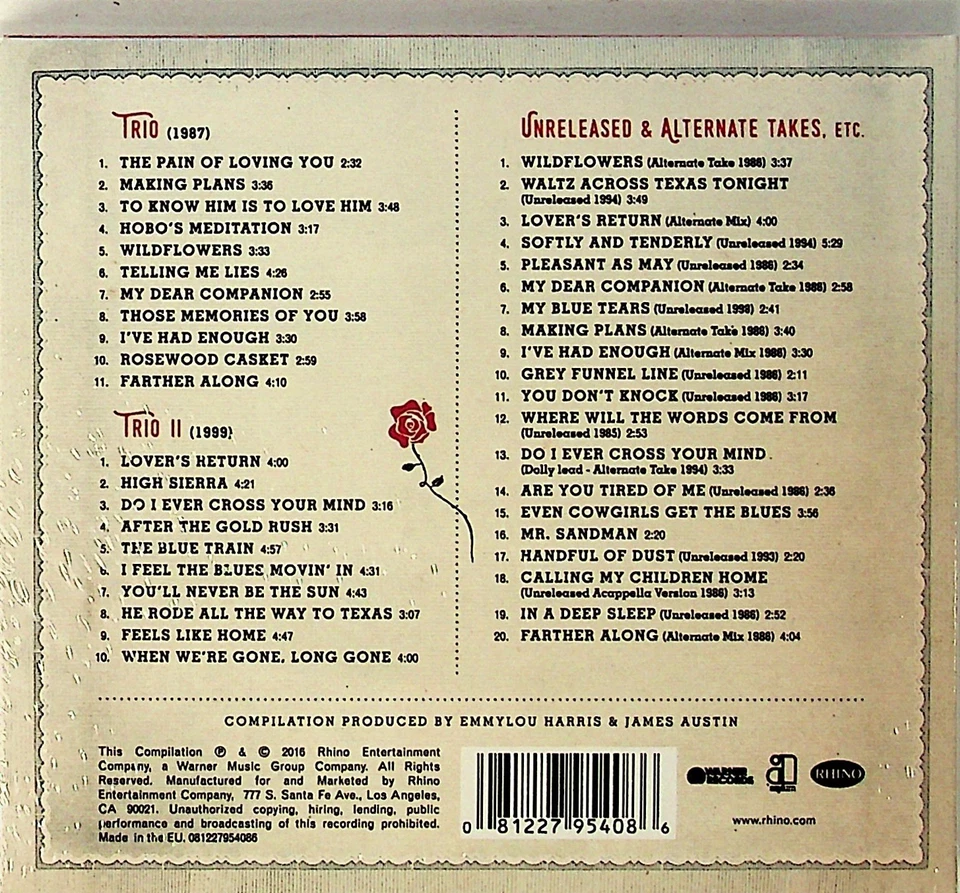 TRIO (1987)
1. THE PAIN OF LOVING YOU 2:32
2. MAKING PLANS 3:36
3. TO KNOW HIM IS TO LOVE HIM 3:48
4. HOBO'S MEDITATION 3:17
5. WILDFLOWERS 3:33
6. TELLING ME LIES 4:26
7. MY DEAR COMPANION 2:55
8. THOSE MEMORIES OF YOU 3:58
9. I'VE HAD ENOUGH 3:30
10. ROSEWOOD CASKET 2:59
11. FARTHER ALONG 4:10
TRIO II (1999)
1. LOVER'S RETURN 4:00
2. HIGH SIERRA 4:21
3. DO I EVER CROSS YOUR MIND 3:16
4. AFTER THE GOLD RUSH 3:31
5. THE BLUE TRAIN 4:57
6. I FEEL THE BLUES MOVIN' IN 4:31
7. YOU'LL NEVER BE THE SUN 4:43
8. HE RODE ALL THE WAY TO TEXAS 3:07
9. FEELS LIKE HOME 4:47
10. WHEN WE'RE GONE, LONG GONE 4:00
UNRELEASED & ALTERNATE TAKES, ETC.
1. WILDFLOWERS (Alternate Take 1986) 3:37
2. WALTZ ACROSS TEXAS TONIGHT
(Unreleased 1994) 3:49
3. LOVER'S RETURN (Alternate Mix) 4:00
4. SOFTLY AND TENDERLY (Unreleased 1994) 5:29
5. PLEASANT AS MAY (Unreleased 1986) 2:34
6. MY DEAR COMPANION (Alternate Take 1986) 2:58
7. MY BLUE TEARS (Unreleased 1999) 2:41
8. MAKING PLANS (Alternate Take 1986) 3:40
9. I'VE HAD ENOUGH (Alternate Mix 1986) 3:30
10. GREY FUNNEL LINE (Unreleased 1986) 2:11
11. YOU DON'T KNOCK (Unreleased 1986) 3:17
12. WHERE WILL THE WORDS COME FROM
(Unreleased 1985) 2:53
13. DO I EVER CROSS YOUR MIND
(Dolly lead - Alternate Take 1994) 3:33
14. ARE YOU TIRED OF ME (Unreleased 1986) 2:36
15. EVEN COWGIRLS GET THE BLUES 3:56
16. MR. SANDMAN 2:20
17. HANDFUL OF DUST (Unreleased 1993) 2:20
18. CALLING MY CHILDREN HOME
(Unreleased Acappella Version 1986) 3:13
19. IN A DEEP SLEEP (Unreleased 1986) 2:52
20. FARTHER ALONG (Alternate Mix 1986) 4:04
COMPILATION PRODUCED BY EMMYLOU HARRIS & JAMES AUSTIN
This Compilation ℗ & © 2016 Rhino Entertainment
Company, a Warner Music Group Company. All Rights
Reserved. Manufactured for and Marketed by Rhino
Entertainment Company, 777 S. Santa Fe Ave., Los Angeles,
CA 90021. Unauthorized copying, hiring, lending, public
performance and broadcasting of this recording prohibited.
Made in the EU. 081227954086
0 81227 95408 6
WARNER
RECORDS
RHINO
www.rhino.com